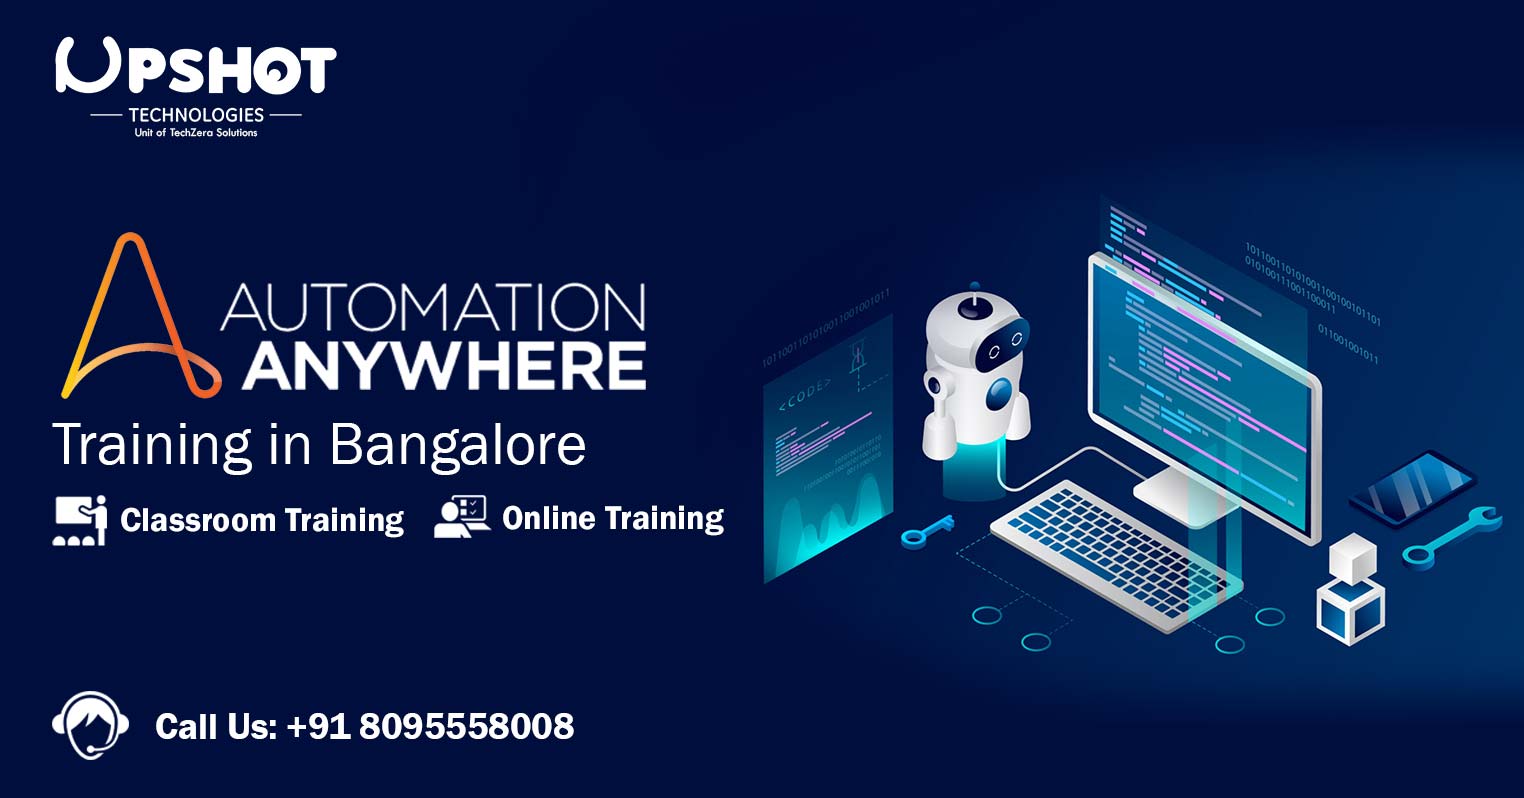 UPSHOT
TECHNOLOGIES
Unit of TechZera Solutions
AUTOMATION
ANYWHERE
Training in Bangalore
Classroom Training
Online Training
Call Us: +91 8095558008
<CODE>